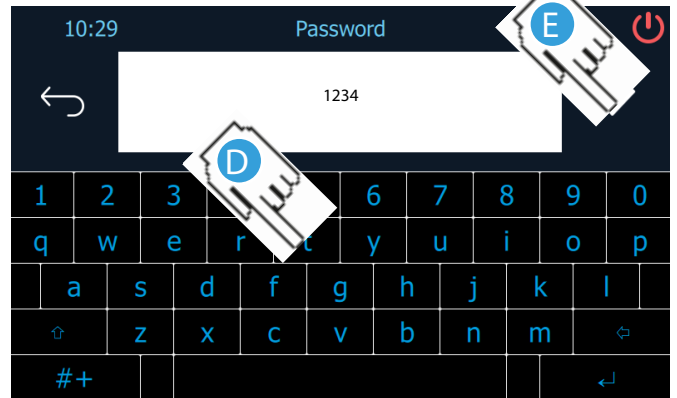 10:29 Password E
1234
D
1 2 3 6 7 8 9 0
q w e r t y u i o p
a s d f g h j k l
z x c v b n m
#+